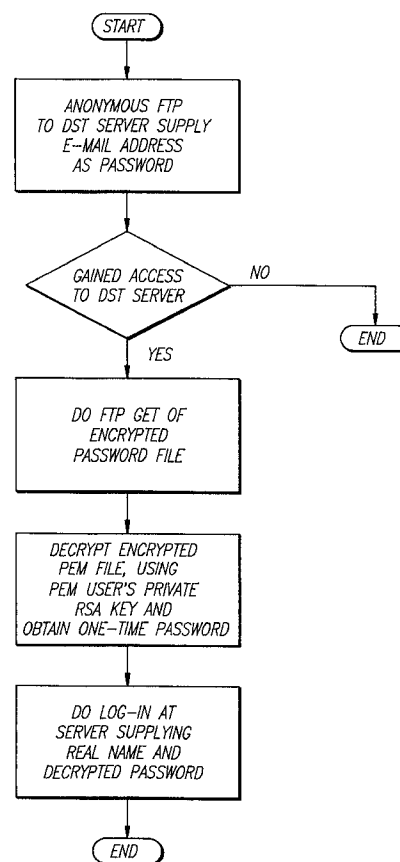 START
ANONYMOUS FTP
TO DST SERVER SUPPLY
E-MAIL ADDRESS
AS PASSWORD
GAINED ACCESS
TO DST SERVER
NO
END
YES
DO FTP GET OF
ENCRYPTED
PASSWORD FILE
DECRYPT ENCRYPTED
PEM FILE, USING
PEM USER'S PRIVATE
RSA KEY AND
OBTAIN ONE-TIME PASSWORD
DO LOG-IN AT
SERVER SUPPLYING
REAL NAME AND
DECRYPTED PASSWORD
END